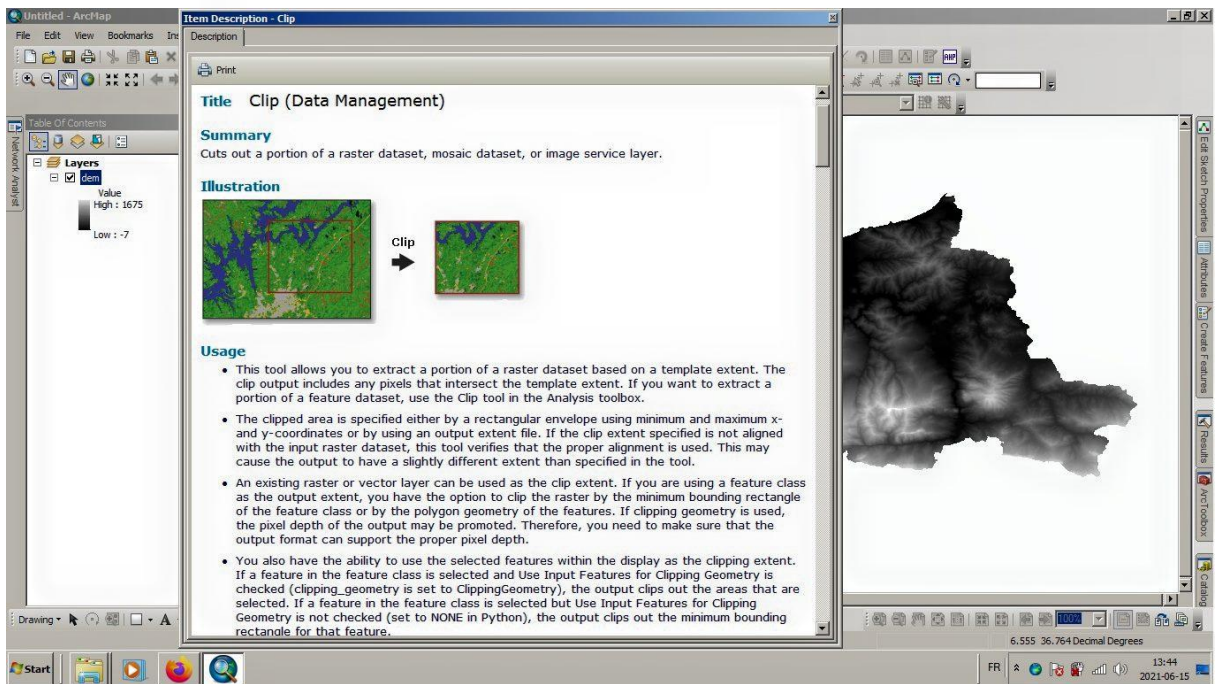 Untitled - ArcMap
File Edit View Bookmarks Ins
Item Description - Clip
Description
Print
Title Clip (Data Management)
Summary
Cuts out a portion of a raster dataset, mosaic dataset, or image service layer.
Illustration
Clip
Usage
• This tool allows you to extract a portion of a raster dataset based on a template extent. The
clip output includes any pixels that intersect the template extent. If you want to extract a
portion of a feature dataset, use the Clip tool in the Analysis toolbox.
• The clipped area is specified either by a rectangular envelope using minimum and maximum x-
and y-coordinates or by using an output extent file. If the clip extent specified is not aligned
with the input raster dataset, this tool verifies that the proper alignment is used. This may
cause the output to have a slightly different extent than specified in the tool.
• An existing raster or vector layer can be used as the clip extent. If you are using a feature class
as the output extent, you have the option to clip the raster by the minimum bounding rectangle
of the feature class or by the polygon geometry of the features. If clipping geometry is used,
the pixel depth of the output may be promoted. Therefore, you need to make sure that the
output format can support the proper pixel depth.
• You also have the ability to use the selected features within the display as the clipping extent.
If a feature in the feature class is selected and Use Input Features for Clipping Geometry is
checked (clipping_geometry is set to ClippingGeometry), the output clips out the areas that are
selected. If a feature in the feature class is selected but Use Input Features for Clipping
Geometry is not checked (set to NONE in Python), the output clips out the minimum bounding
rectangle for that feature.
Table Of Contents
Layers
dem
Value
High : 1675
Low : -7
Network Analyst
AHP
Edit Sketch Properties
Attributes
Create Features
Results
ArcToolbox
Catalog
Drawing
A
100%
6.555 36.764 Decimal Degrees
Start
FR
13:44
2021-06-15